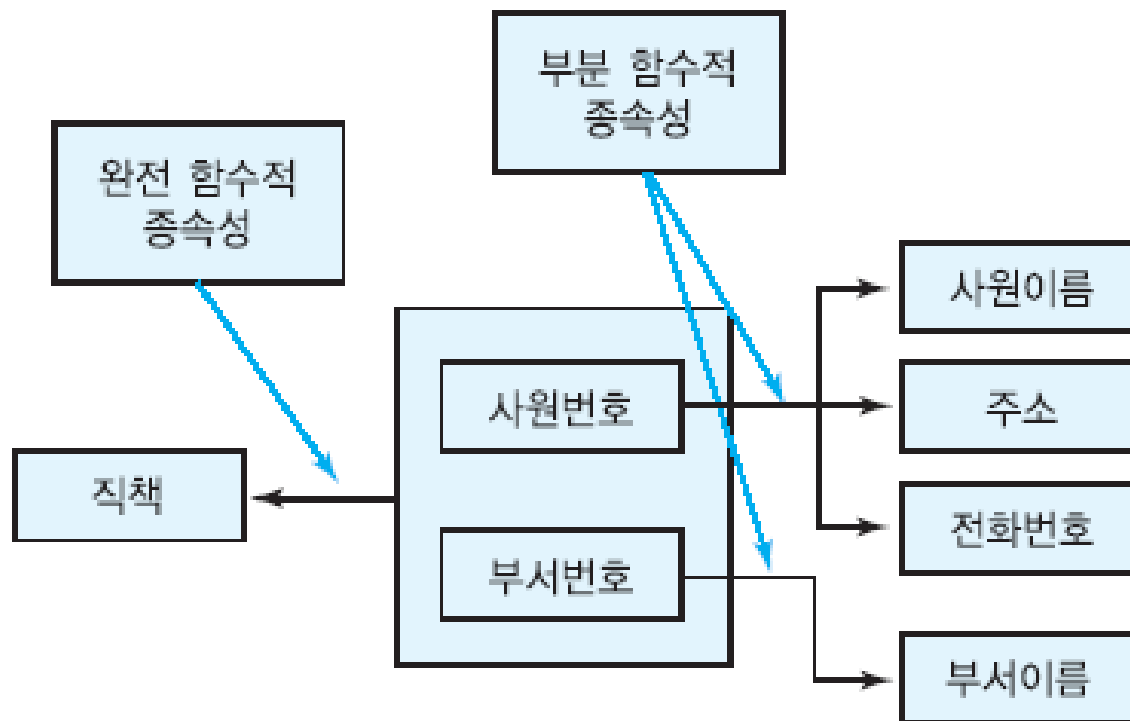 부분 함수적
종속성
완전 함수적
종속성
사원이름
사원번호
주소
직책
전화번호
부서번호
부서이름